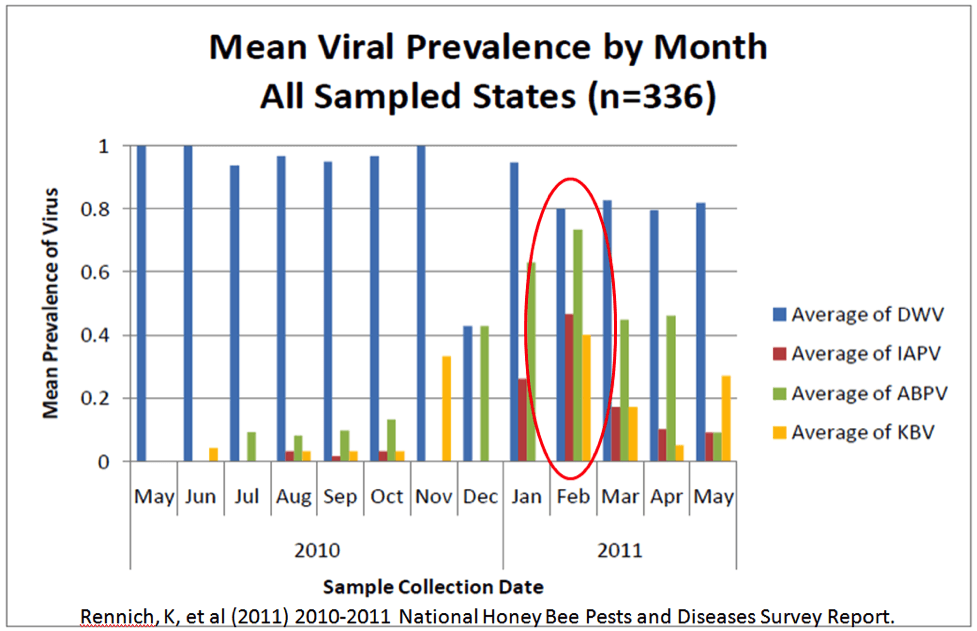 Mean Viral Prevalence by Month
All Sampled States (n=336)
Mean Prevalence of Virus
1
0.8
0.6
0.4
0.2
0
May Jun Jul Aug Sep Oct Nov Dec Jan Feb Mar Apr May
2010 2011
Sample Collection Date
Average of DWV
Average of IAPV
Average of ABPV
Average of KBV
Rennich, K, et al (2011) 2010-2011 National Honey Bee Pests and Diseases Survey Report.